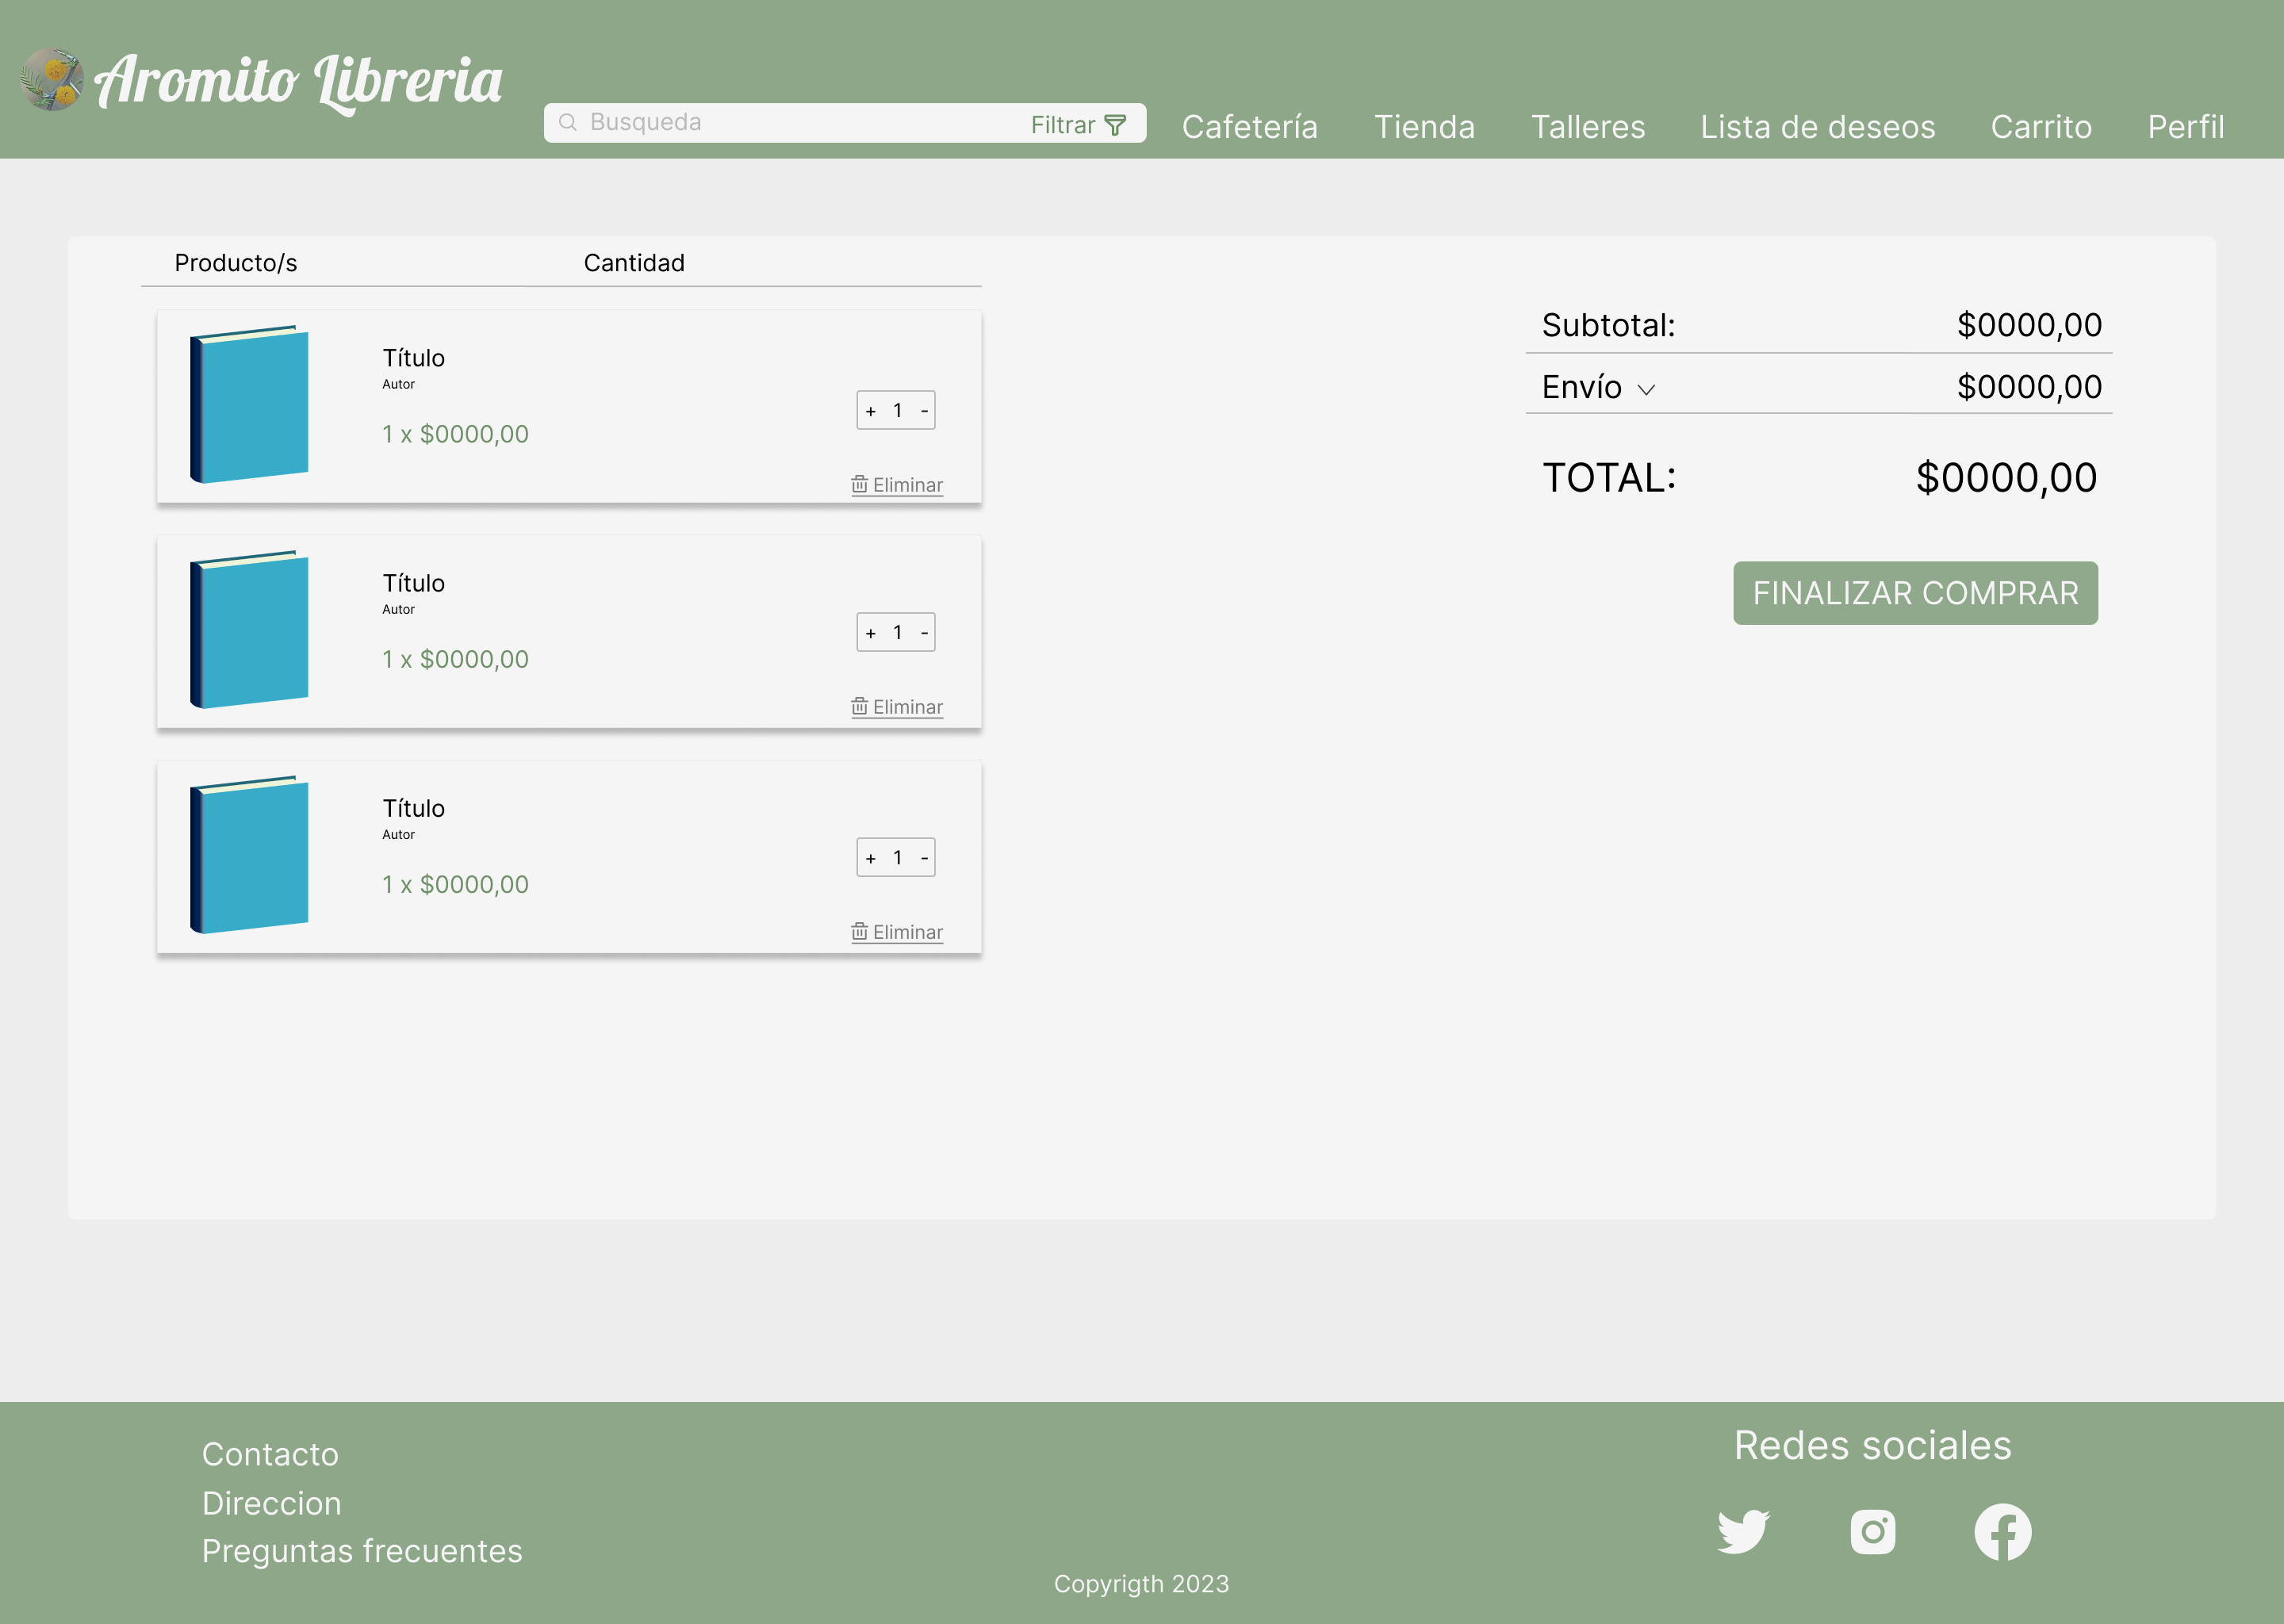 Aromito Libreria
Busqueda
Filtrar
Cafetería
Tienda
Talleres
Lista de deseos
Carrito
Perfil
Producto/s
Cantidad
Título
Autor
1 x $0000,00
+ 1 -
Eliminar
Título
Autor
1 x $0000,00
+ 1 -
Eliminar
Título
Autor
1 x $0000,00
+ 1 -
Eliminar
Subtotal: $0000,00
Envío $0000,00
TOTAL: $0000,00
FINALIZAR COMPRAR
Contacto
Direccion
Preguntas frecuentes
Copyrigth 2023
Redes sociales